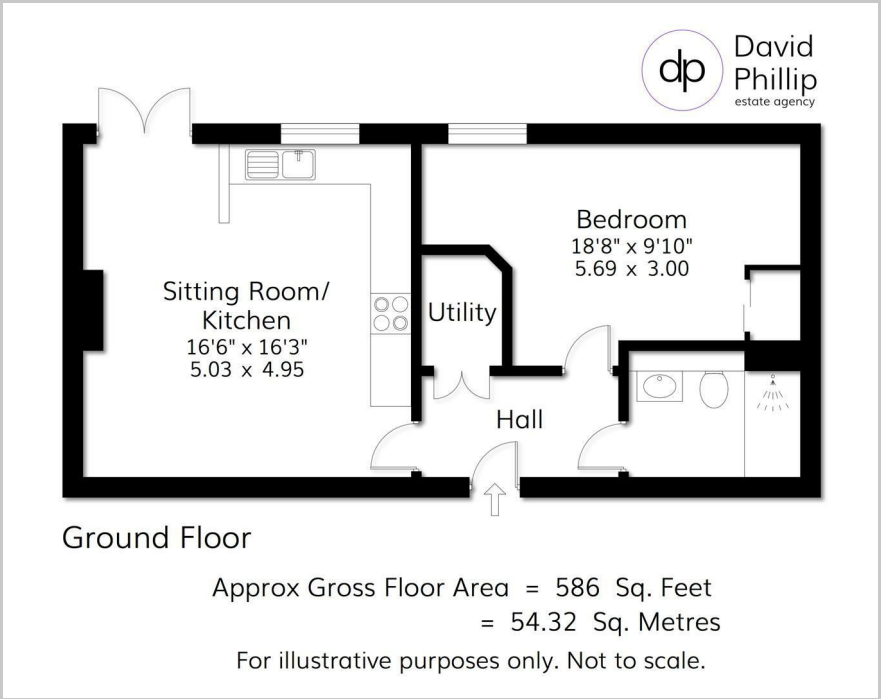 dp
David
Phillip
estate agency
Bedroom
18'8" x 9'10"
5.69 x 3.00
Sitting Room/
Kitchen
16'6" x 16'3"
5.03 x 4.95
Utility
Hall
Ground Floor
Approx Gross Floor Area = 586 Sq. Feet
= 54.32 Sq. Metres
For illustrative purposes only. Not to scale.